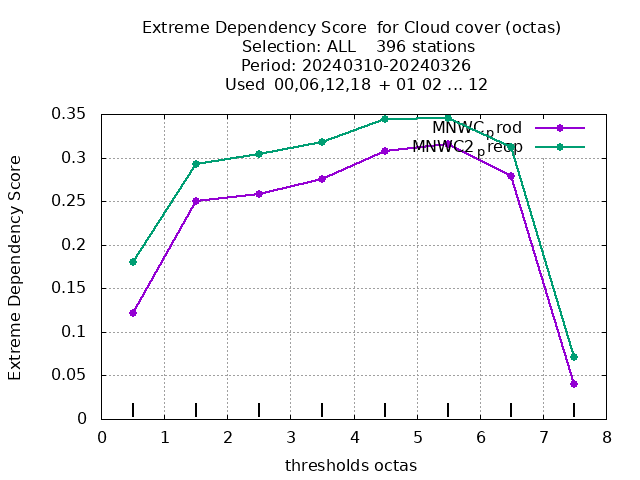 Extreme Dependency Score for Cloud cover (octas)
Selection: ALL 396 stations
Period: 20240310-20240326
Used 00,06,12,18 + 01 02 ... 12
MNWC_prod
MNWC2_preop
Extreme Dependency Score
0.35
0.3
0.25
0.2
0.15
0.1
0.05
0
0 1 2 3 4 5 6 7 8
thresholds octas